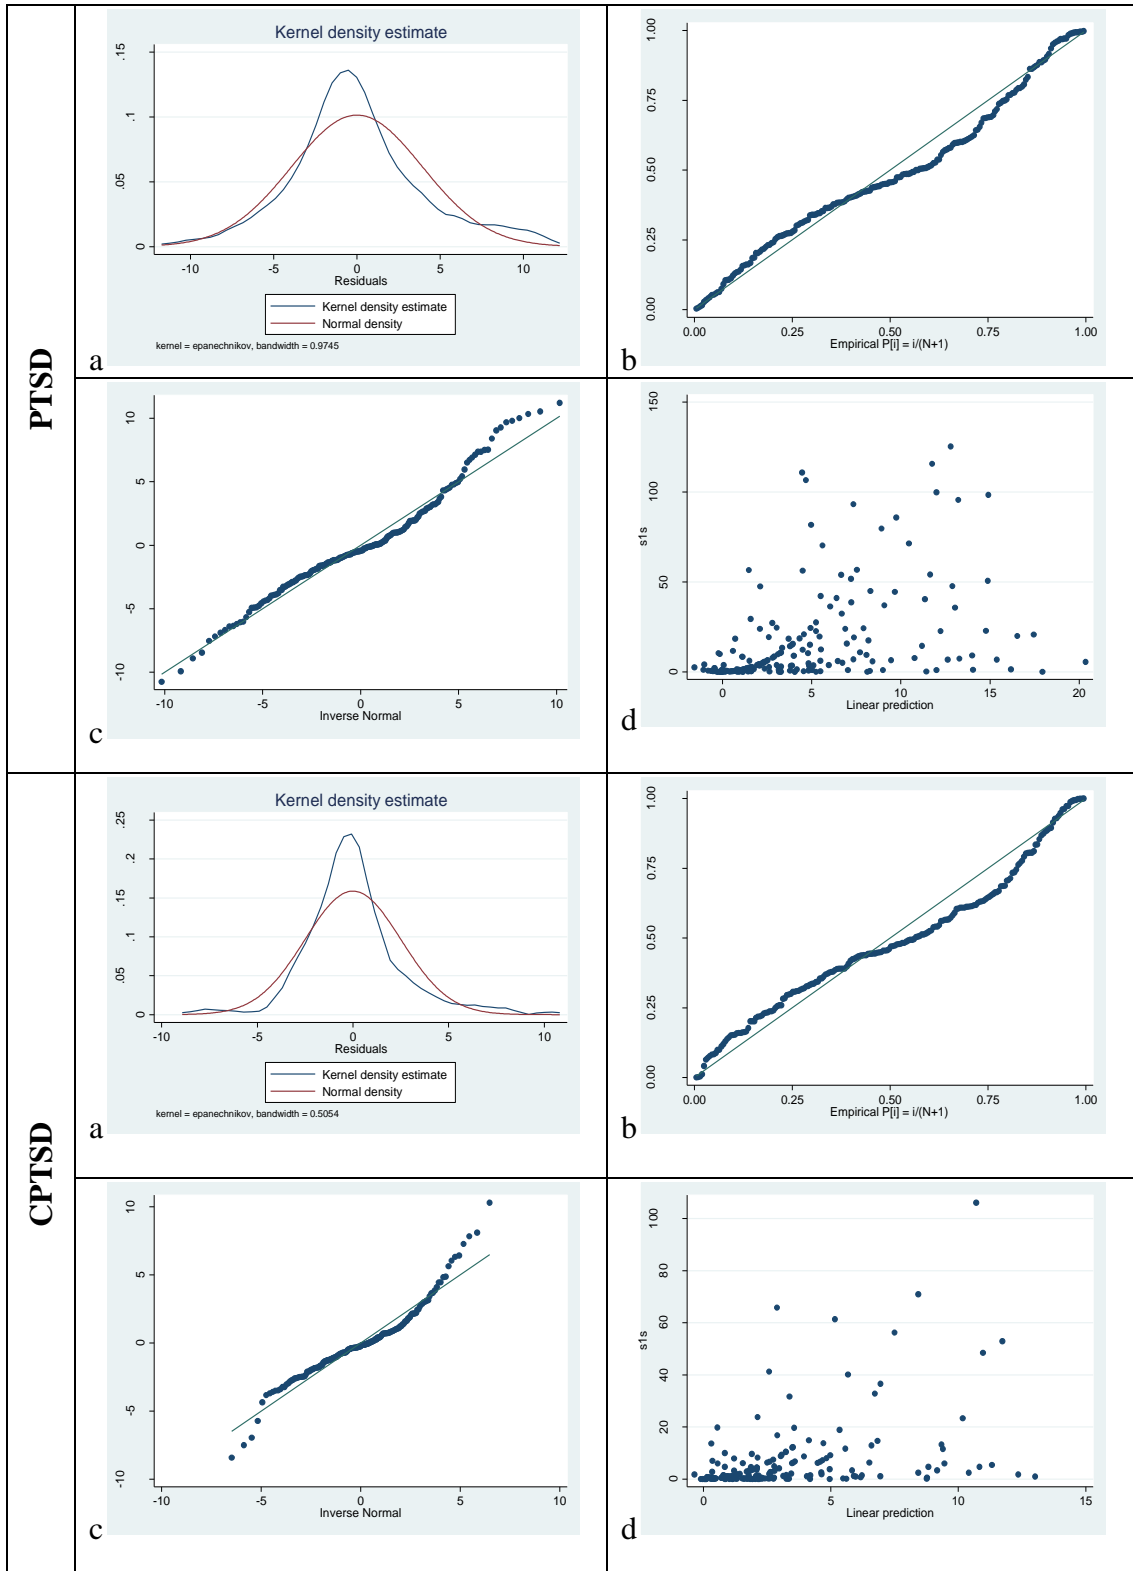 PTSD
Kernel density estimate
.15
.1
.05
0
-10 -5 0 5 10
Residuals
Kernel density estimate
Normal density
kernel = epanechnikov, bandwidth = 0.9745
a
1.00
0.75
0.50
0.25
0.00
0.00 0.25 0.50 0.75 1.00
Empirical P[i] = i/(N+1)
b
10
5
0
-5
-10
-10 -5 0 5 10
Inverse Normal
c
150
100
50
0
s1s
0 5 10 15 20
Linear prediction
d
CPTSD
Kernel density estimate
.25
.2
.15
.1
.05
0
-10 -5 0 5 10
Residuals
Kernel density estimate
Normal density
kernel = epanechnikov, bandwidth = 0.5054
a
1.00
0.75
0.50
0.25
0.00
0.00 0.25 0.50 0.75 1.00
Empirical P[i] = i/(N+1)
b
10
5
0
-5
-10
-10 -5 0 5 10
Inverse Normal
c
100
80
60
40
20
0
s1s
0 5 10 15
Linear prediction
d